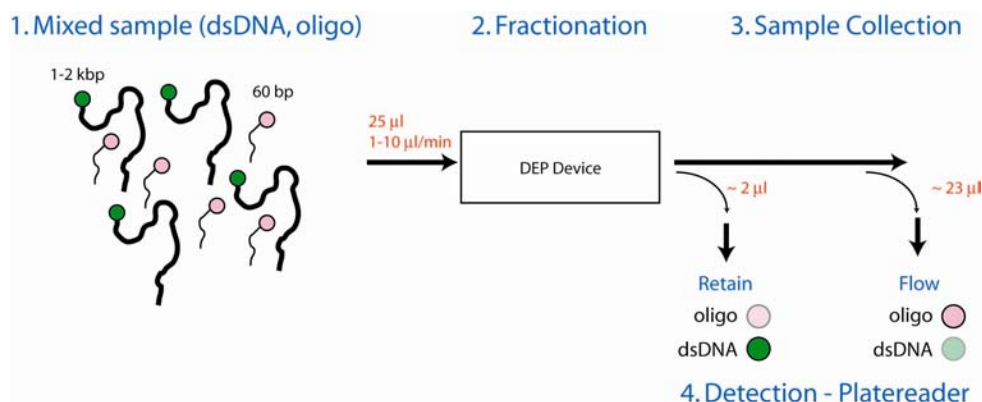 1. Mixed sample (dsDNA, oligo)
2. Fractionation
3. Sample Collection
1-2 kbp
60 bp
25 µl
1-10 µl/min
DEP Device
~ 2 µl
~ 23 µl
Retain
Flow
oligo
oligo
dsDNA
dsDNA
4. Detection - Platereader